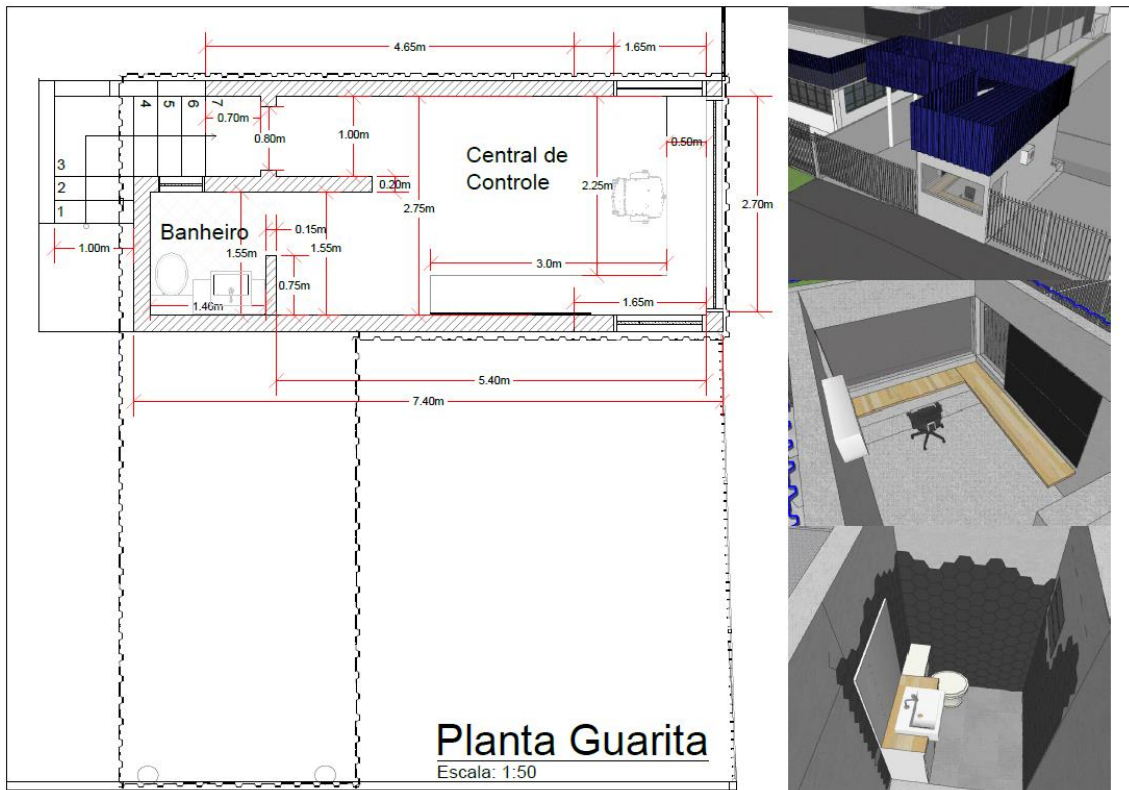 4.65m
1.65m
4
5
6
7
0.70m
0.80m
1.00m
0.50m
Central de
Controle
3
2
1
0.20m
2.25m
2.75m
2.70m
Banheiro
0.15m
1.55m
1.55m
1.00m
3.0m
0.75m
1.46m
1.65m
5.40m
7.40m
Planta Guarita
Escala: 1:50